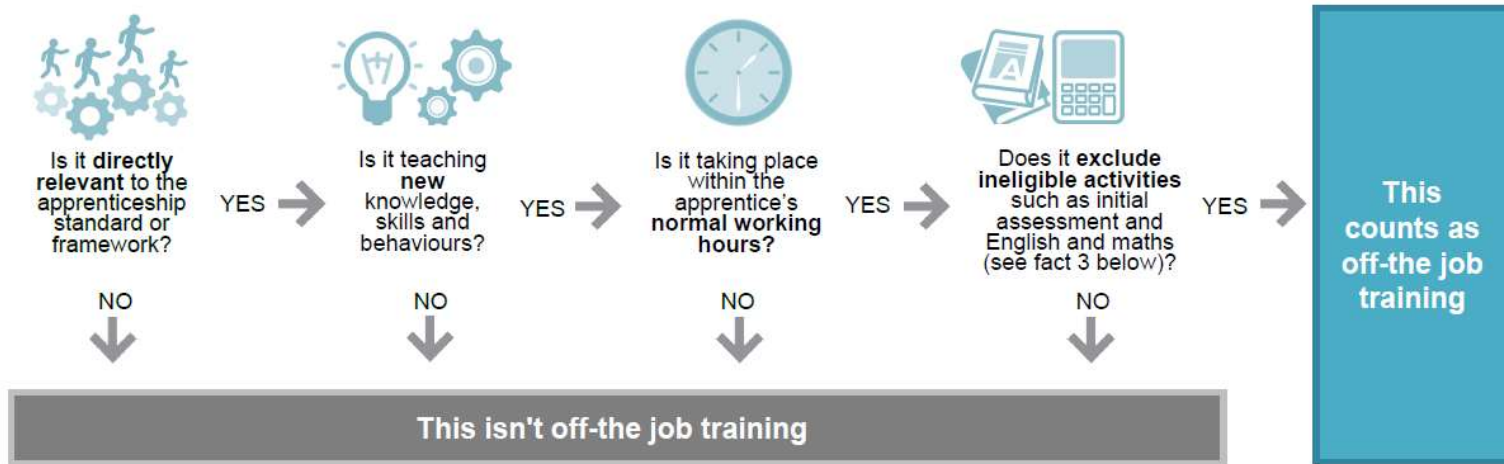 Is it directly
relevant to the
apprenticeship
standard or
framework?
YES
Is it teaching
new
knowledge,
skills and
behaviours?
YES
Is it taking place
within the
apprentice's
normal working
hours?
YES
A
Does it exclude
ineligible activities
such as initial
assessment and
English and maths
(see fact 3 below)?
YES
This
counts as
off-the job
training
NO
NO
NO
NO
This isn't off-the job training